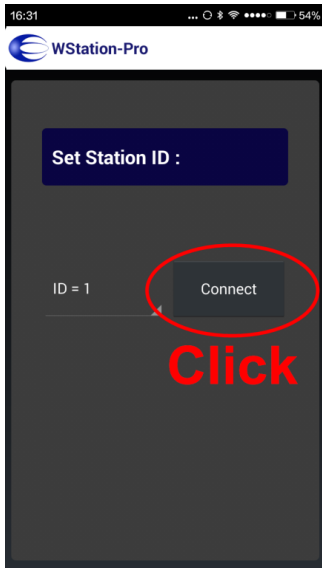 16:31 ... 54%
WStation-Pro
Set Station ID :
ID = 1 Connect
Click